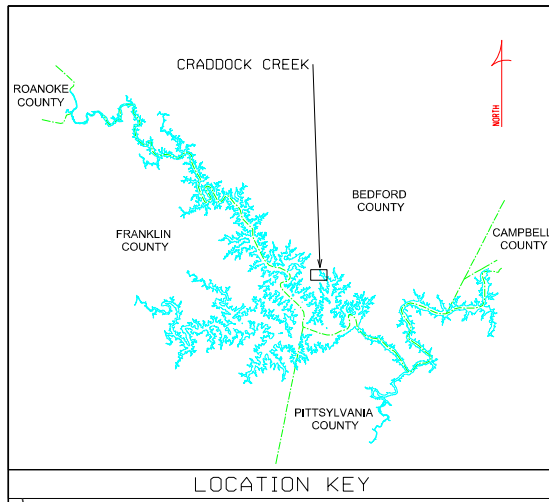 CRADDOCK CREEK
ROANOKE
COUNTY
NORTH
BEDFORD
COUNTY
FRANKLIN
COUNTY
CAMPBELL
COUNTY
PITTSYLVANIA
COUNTY
LOCATION KEY